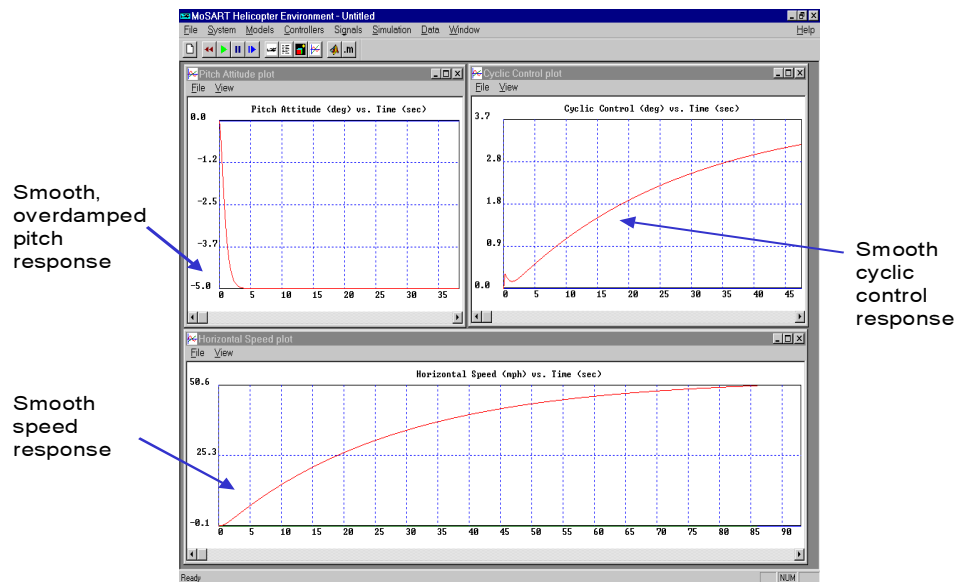 MoSART Helicopter Environment - Untitled
File System Models Controllers Signals Simulation Data Window Help
.m
Pitch Attitude plot
File View
Pitch Attitude (deg) vs. Time (sec)
0.0
-1.2
-2.5
-3.7
-5.0
0 5 10 15 20 25 30 35
Cyclic Control plot
File View
Cyclic Control (deg) vs. Time (sec)
3.7
2.8
1.8
0.9
0.0
0 5 10 15 20 25 30 35 40 45
Smooth,
overdamped
pitch
response
Smooth
cyclic
control
response
Horizontal Speed plot
File View
Horizontal Speed (mph) vs. Time (sec)
50.6
25.3
-0.1
0 5 10 15 20 25 30 35 40 45 50 55 60 65 70 75 80 85 90
Smooth
speed
response
Ready NUM